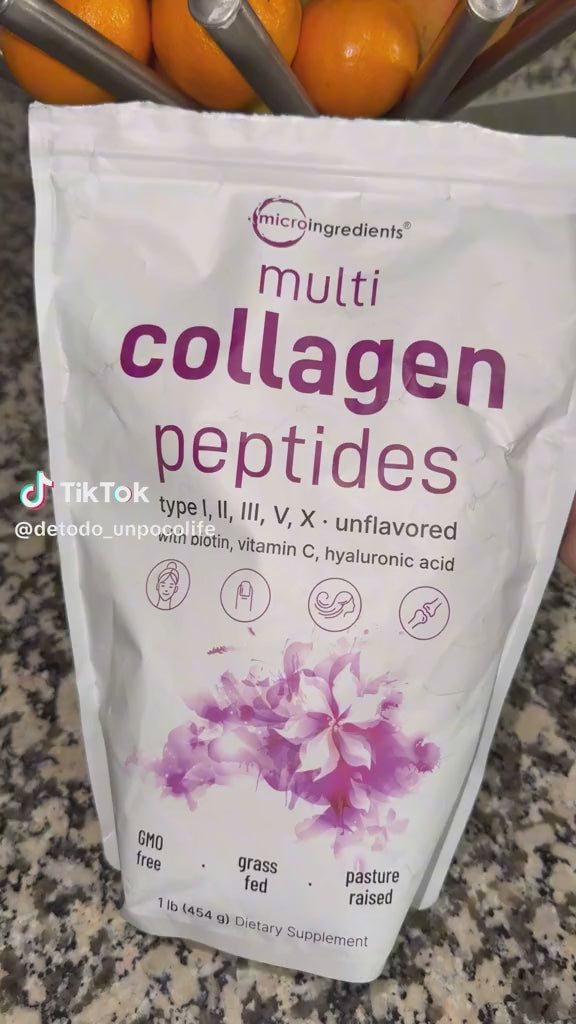 microingredients®
multi
collagen
peptides
TikTok
type I, II, III, V, X · unflavored
@detodo_unpocolife
with biotin, vitamin C, hyaluronic acid
GMO
free
·
grass
fed
·
pasture
raised
1 lb (454 g) Dietary Supplement